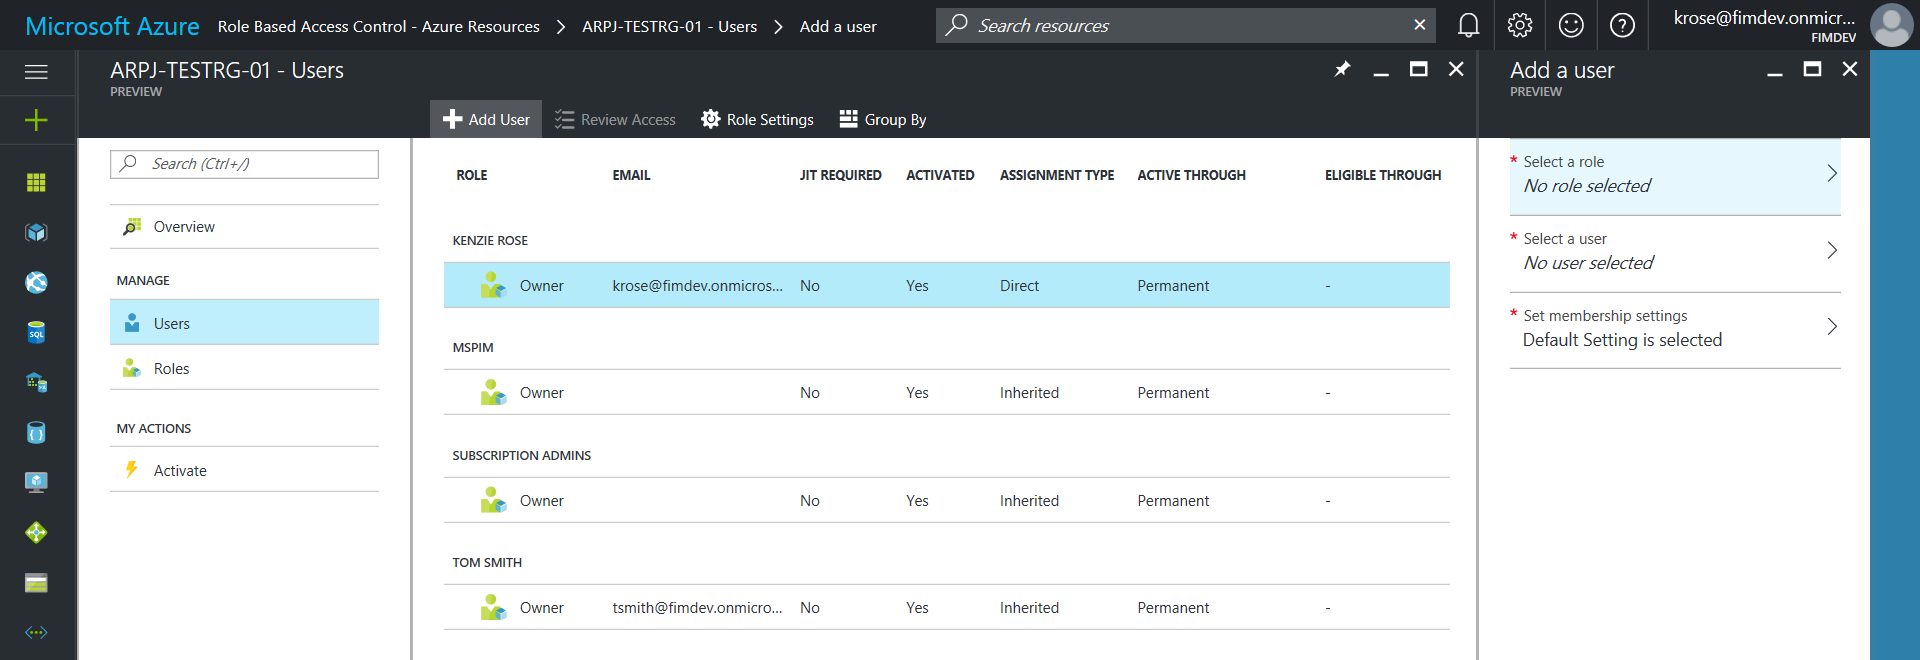 Microsoft Azure Role Based Access Control - Azure Resources > ARPJ-TESTRG-01 - Users > Add a user Search resources krose@fimdev.onmicr...
FIMDEV
ARPJ-TESTRG-01 - Users
PREVIEW
Add User Review Access Role Settings Group By
Search (Ctrl+/)
Overview
MANAGE
Users
Roles
MY ACTIONS
Activate
ROLE EMAIL JIT REQUIRED ACTIVATED ASSIGNMENT TYPE ACTIVE THROUGH ELIGIBLE THROUGH
KENZIE ROSE
Owner krose@fimdev.onmicros... No Yes Direct Permanent -
MSPIM
Owner No Yes Inherited Permanent -
SUBSCRIPTION ADMINS
Owner No Yes Inherited Permanent -
TOM SMITH
Owner tsmith@fimdev.onmicro... No Yes Inherited Permanent -
Add a user
PREVIEW
* Select a role
No role selected
* Select a user
No user selected
* Set membership settings
Default Setting is selected
SQL